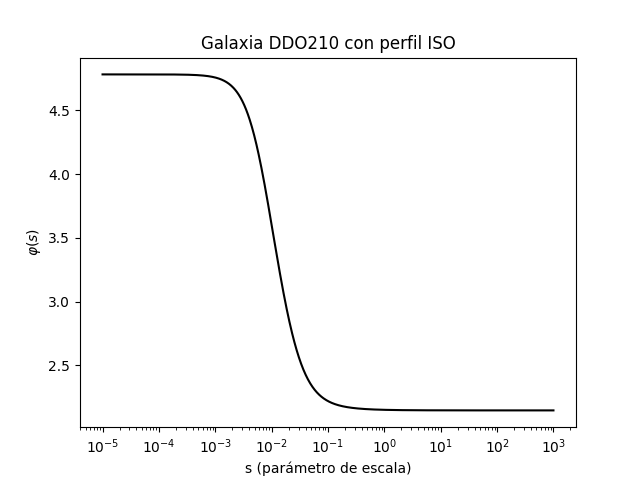 Galaxia DDO210 con perfil ISO
φ(s)
4.5
4.0
3.5
3.0
2.5
10⁻⁵ 10⁻⁴ 10⁻³ 10⁻² 10⁻¹ 10⁰ 10¹ 10² 10³
s (parámetro de escala)